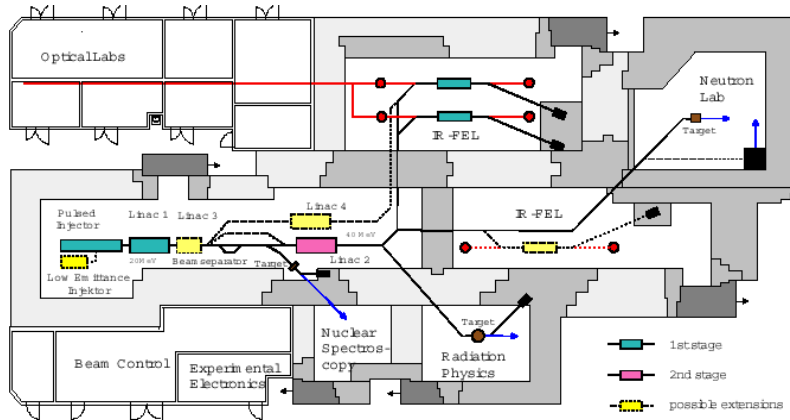 OpticalLabs
Neutron
Lab
Target
IR-FEL
Linac 4
Linac 1
Linac 3
Pulsed
Injector
IR-FEL
40 MeV
20MeV
Beam separator
Linac 2
Target
Low Emittance
Injektor
Target
Nuclear
Spectros-
copy
Radiation
Physics
Beam Control
Experimental
Electronics
1st stage
2nd stage
possible extensions